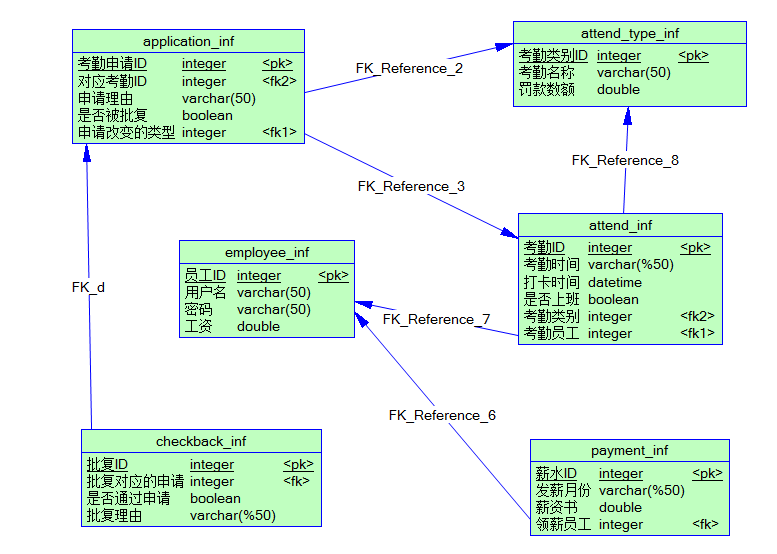 application_inf
考勤申请ID integer <pk>
对应考勤ID integer <fk2>
申请理由 varchar(50)
是否被批复 boolean
申请改变的类型 integer <fk1>
attend_type_inf
考勤类别ID integer <pk>
考勤名称 varchar(50)
罚款数额 double
FK_Reference_2
FK_Reference_8
FK_Reference_3
attend_inf
考勤ID integer <pk>
考勤时间 varchar(%50)
打卡时间 datetime
是否上班 boolean
考勤类别 integer <fk2>
考勤员工 integer <fk1>
employee_inf
员工ID integer <pk>
用户名 varchar(50)
密码 varchar(50)
工资 double
FK_d
FK_Reference_7
FK_Reference_6
checkback_inf
批复ID integer <pk>
批复对应的申请 integer <fk>
是否通过申请 boolean
批复理由 varchar(%50)
payment_inf
薪水ID integer <pk>
发薪月份 varchar(%50)
薪资书 double
领薪员工 integer <fk>